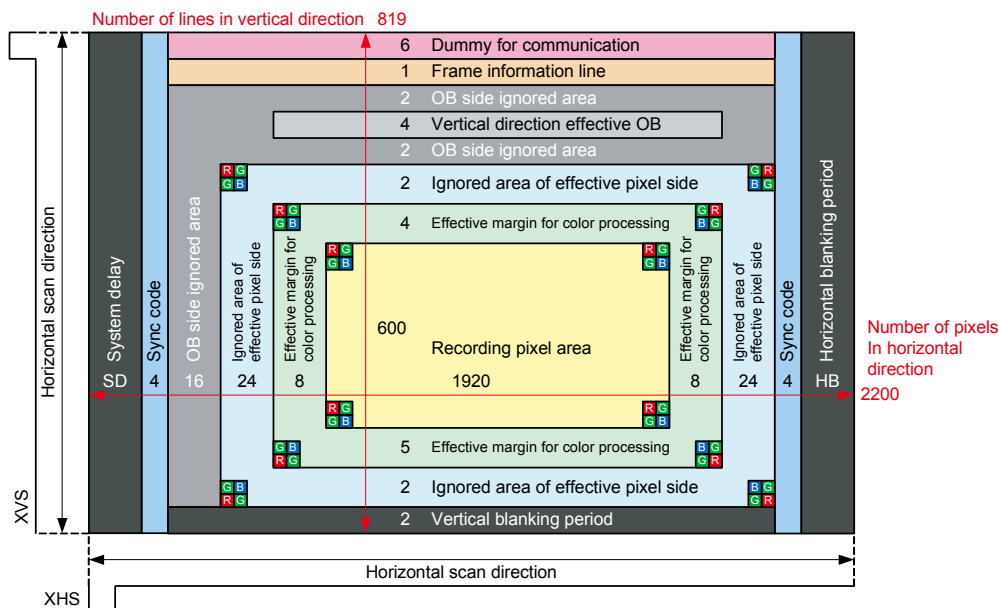 Number of lines in vertical direction 819
6 Dummy for communication
1 Frame information line
2 OB side ignored area
4 Vertical direction effective OB
2 OB side ignored area
R G G R
G B B G
2 Ignored area of effective pixel side
R G G R
G B B G
4 Effective margin for color processing
R G R G
G B G B
Horizontal scan direction
System delay
SD
Sync code
4
OB side ignored area
16
Ignored area of
effective pixel side
24
Effective margin for
color processing
8
600
Recording pixel area
1920
Effective margin for
color processing
8
Ignored area of
effective pixel side
24
Sync code
4
Horizontal blanking period
HB
Number of pixels
In horizontal
direction
2200
R G R G
G B G B
G B B G
R G G R
5 Effective margin for color processing
G B B G
R G G R
2 Ignored area of effective pixel side
2 Vertical blanking period
XVS
Horizontal scan direction
XHS